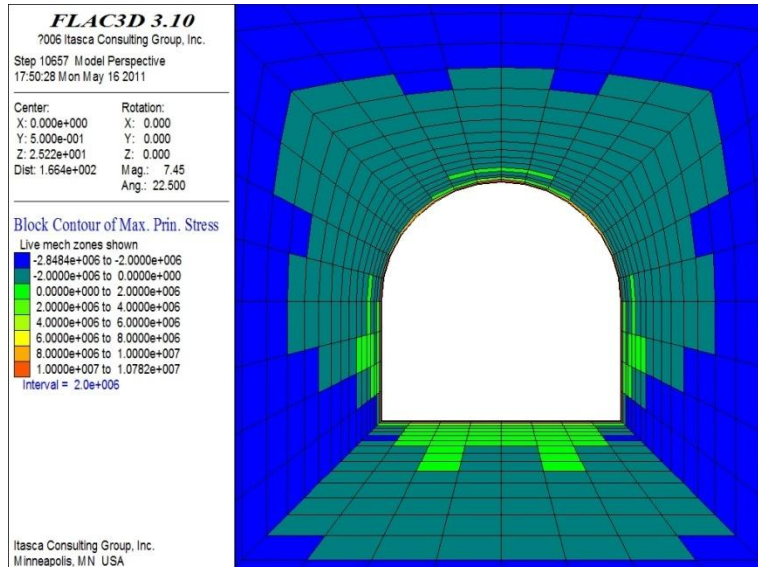 FLAC3D 3.10
?006 Itasca Consulting Group, Inc.
Step 10657  Model Perspective
17:50:28 Mon May 16 2011
Center:
X: 0.000e+000
Y: 5.000e-001
Z: 2.522e+001
Dist: 1.664e+002
Rotation:
X: 0.000
Y: 0.000
Z: 0.000
Mag.: 7.45
Ang.: 22.500
Block Contour of Max. Prin. Stress
Live mech zones shown
-2.8484e+006 to -2.0000e+006
-2.0000e+006 to 0.0000e+000
0.0000e+000 to 2.0000e+006
2.0000e+006 to 4.0000e+006
4.0000e+006 to 6.0000e+006
6.0000e+006 to 8.0000e+006
8.0000e+006 to 1.0000e+007
1.0000e+007 to 1.0782e+007
Interval = 2.0e+006
Itasca Consulting Group, Inc.
Minneapolis, MN USA